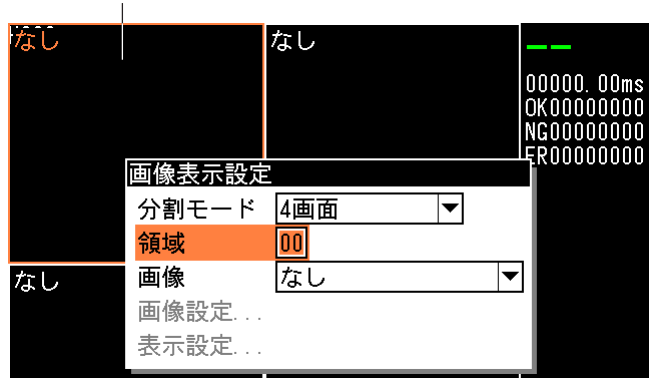 なし
なし
00000.00ms
OK00000000
NG00000000
ER00000000
画像表示設定
分割モード 4画面
領域 00
なし
画像 なし
画像設定...
表示設定...